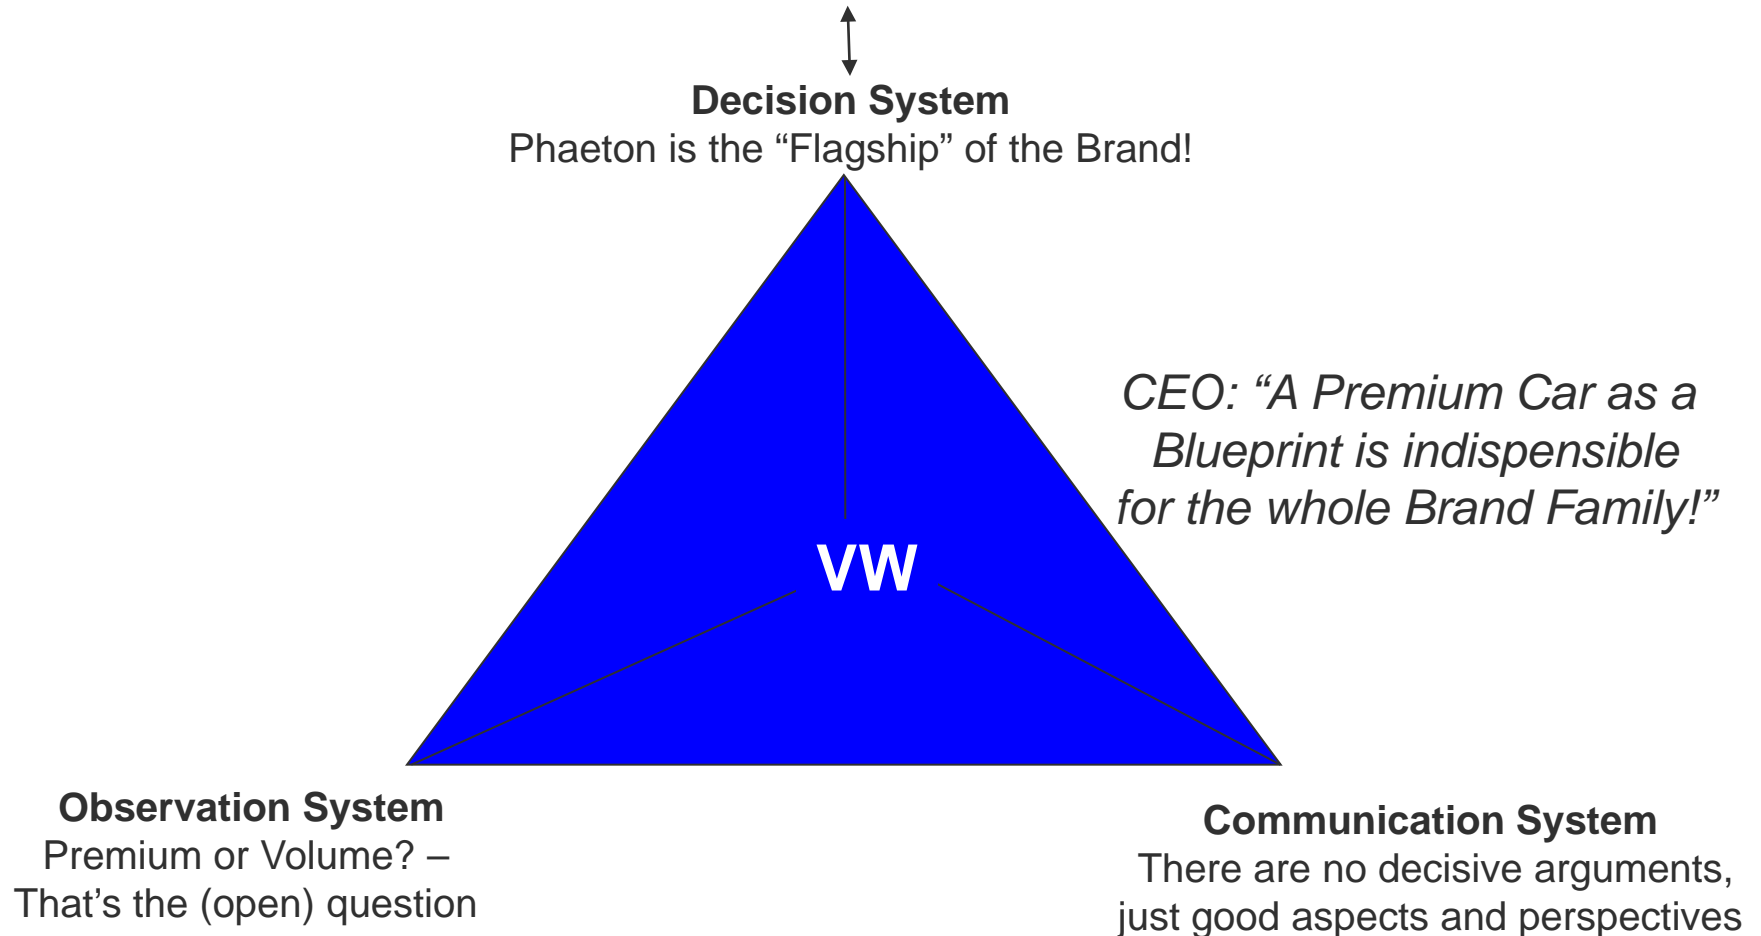 Decision System
Phaeton is the “Flagship” of the Brand!
CEO: “A Premium Car as a
Blueprint is indispensible
for the whole Brand Family!”
VW
Observation System
Premium or Volume? –
That’s the (open) question
Communication System
There are no decisive arguments,
just good aspects and perspectives